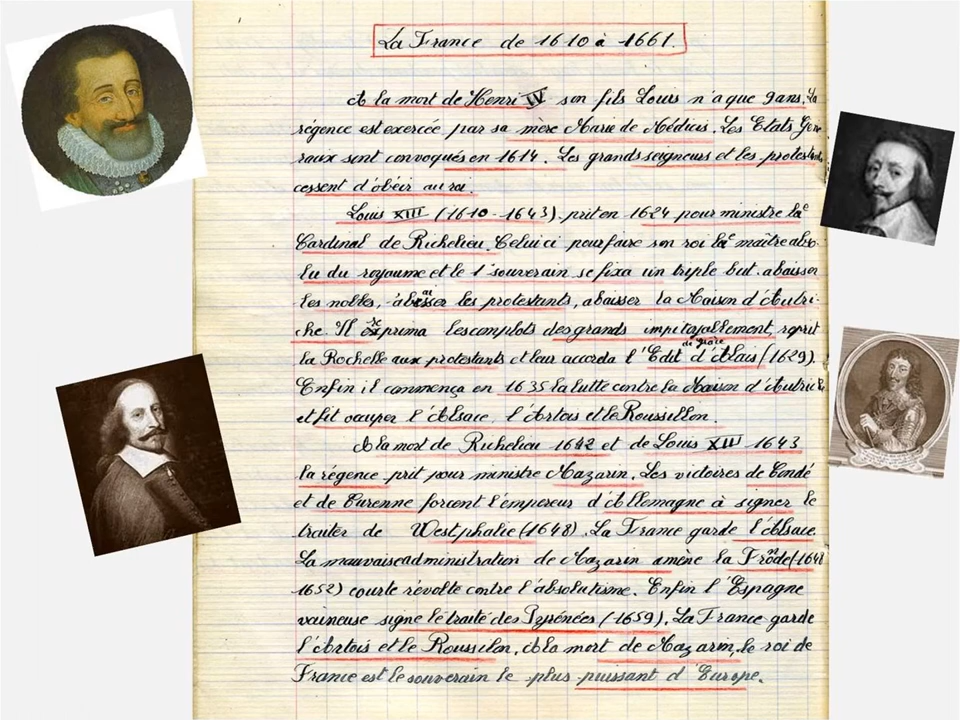 La France de 1610 à 1661.
A la mort de Henri IV son fils Louis n'a que 9 ans. La
régence est exercée par sa mère Marie de Médicis. Les Etats Géné
raux sont convoqués en 1614. Les grands seigneurs et les protestants
cessent d'obéir au roi.
Louis XIII (1610-1643) prit en 1624 pour ministre le
Cardinal de Richelieu. Celui ci pour faire son roi le maître abso-
lu du royaume et le 1er souverain se fixa un triple but. abaisser
les nobles, abaisser les protestants, abaisser la Maison d'Autri-
che. Il réprima les complots des grands impitoyablement reprit
la Rochelle aux protestants et leur accorda l'Edit de grâce d'Alais (1629).
Enfin il commença en 1635 la lutte contre la Maison d'Autriche
et fit occuper l'Alsace, l'Artois et le Roussillon.
A la mort de Richelieu 1642 et de Louis XIII 1643
la régence prit pour ministre Mazarin. Les victoires de Condé
et de Turenne forcent l'empereur d'Allemagne à signer le
traiter de Westphalie (1648). La France garde l'Alsace.
La mauvaise administration de Mazarin amène la Fronde (1648
1652) courte révolte contre l'absolutisme. Enfin l'Espagne
vaincuse signe le traité des Pyrénées (1659). La France garde
l'Artois et le Roussillon. A la mort de Mazarin, le roi de
France est le souverain le plus puissant d'Europe.